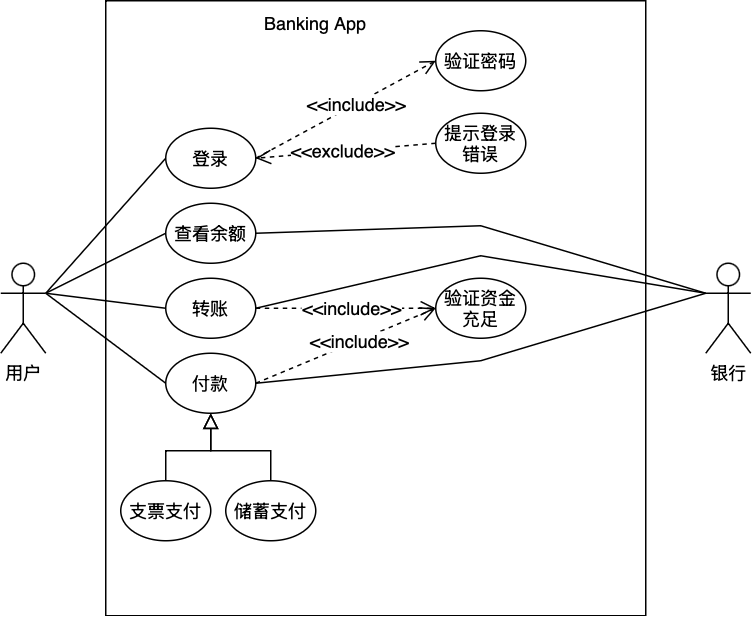 Banking App
验证密码
<<include>>
提示登录
错误
<<exclude>>
登录
查看余额
转账
<<include>>
验证资金
充足
<<include>>
付款
用户
银行
支票支付
储蓄支付